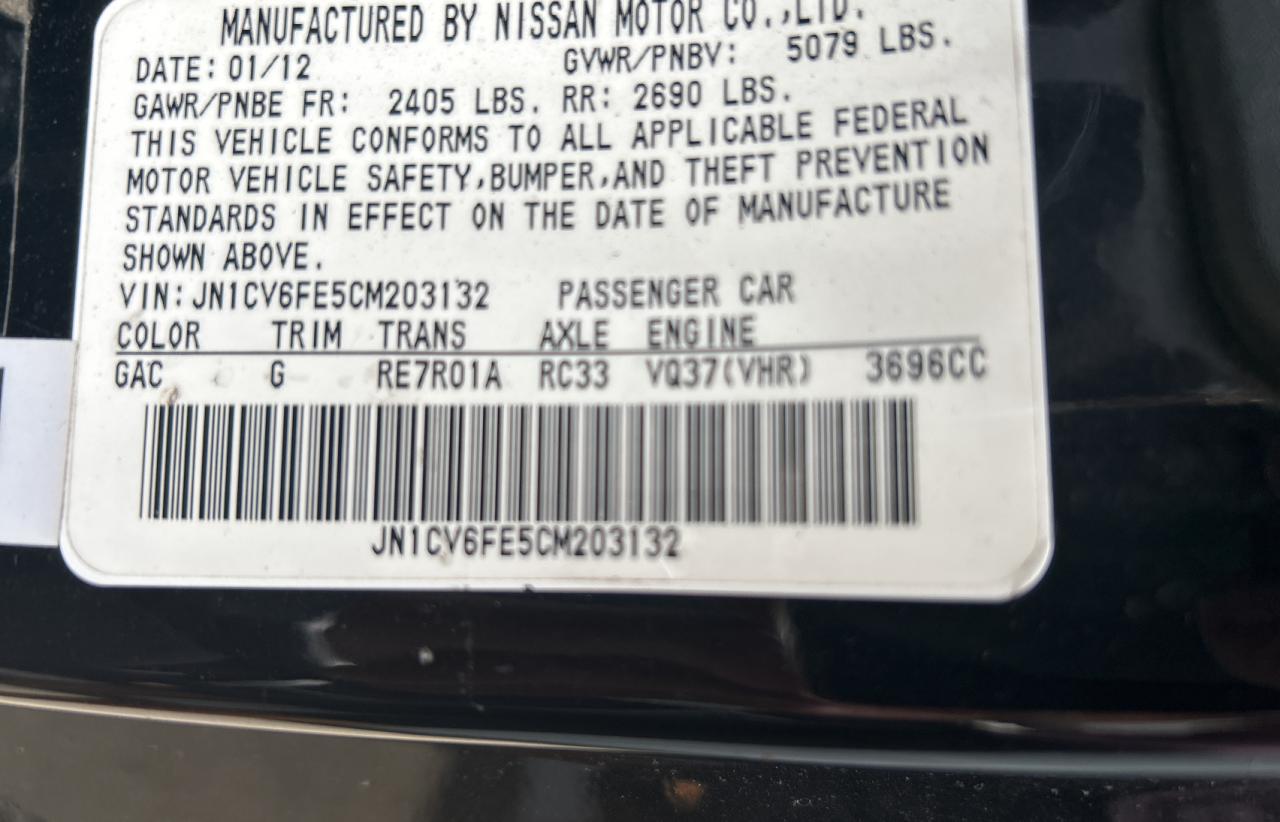 MANUFACTURED BY NISSAN MOTOR CO.,LTD.
DATE: 01/12 GVWR/PNBV: 5079 LBS.
GAWR/PNBE FR: 2405 LBS. RR: 2690 LBS.
THIS VEHICLE CONFORMS TO ALL APPLICABLE FEDERAL
MOTOR VEHICLE SAFETY,BUMPER,AND THEFT PREVENTION
STANDARDS IN EFFECT ON THE DATE OF MANUFACTURE
SHOWN ABOVE.
VIN:JN1CV6FE5CM203132 PASSENGER CAR
COLOR TRIM TRANS AXLE ENGINE
GAC G RE7R01A RC33 VQ37(VHR) 3696CC
JN1CV6FE5CM203132